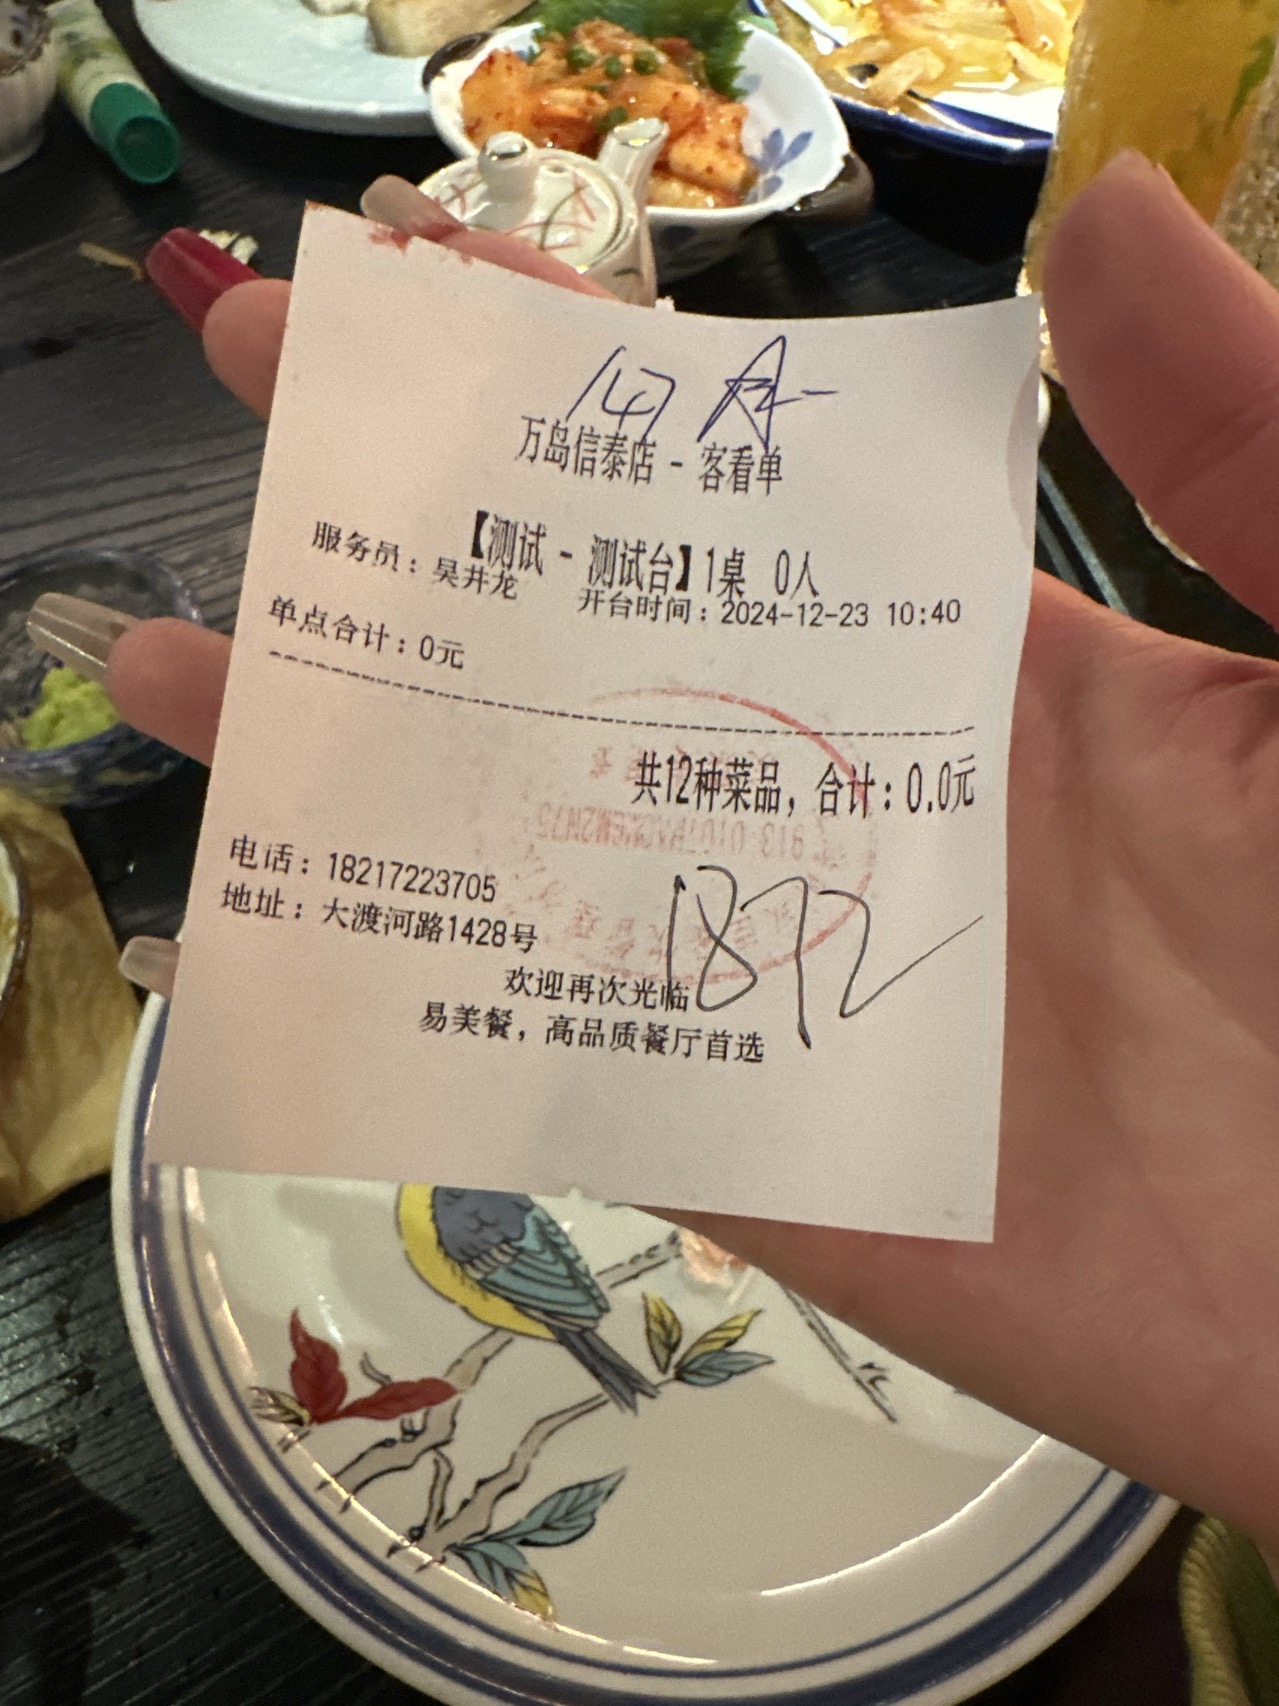 万岛信泰店 - 客看单
【测试 - 测试台】1桌 0人
服务员：吴井龙 开台时间：2024-12-23 10:40
单点合计：0元
共12种菜品，合计：0.0元
电话：18217223705
地址：大渡河路1428号
1872
欢迎再次光临
易美餐，高品质餐厅首选